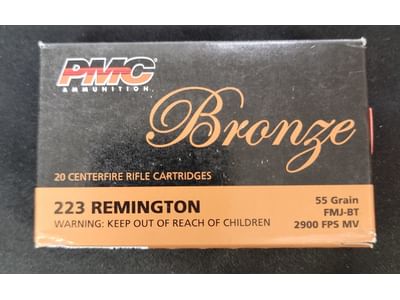 PMC
AMMUNITION
Bronze
20 CENTERFIRE RIFLE CARTRIDGES
223 REMINGTON
55 Grain
FMJ-BT
WARNING: KEEP OUT OF REACH OF CHILDREN
2900 FPS MV